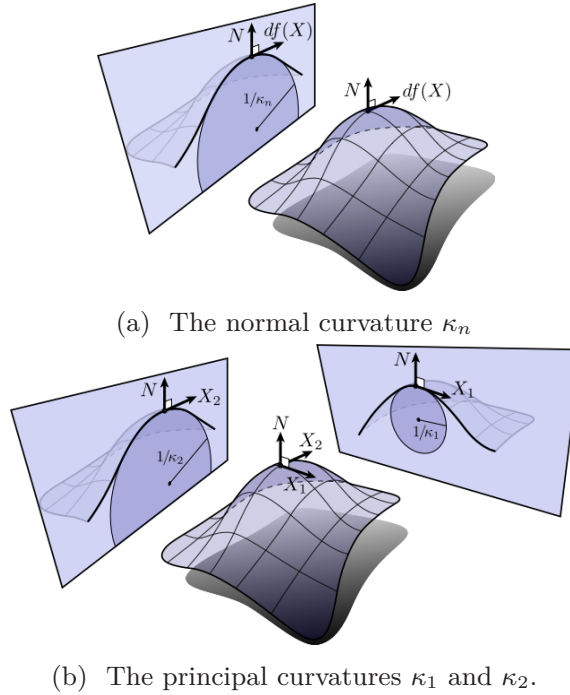 N df(X)
1/κₙ
N df(X)
(a) The normal curvature κₙ
N X₂
1/κ₂
N X₂
X₁
N X₁
1/κ₁
(b) The principal curvatures κ₁ and κ₂.